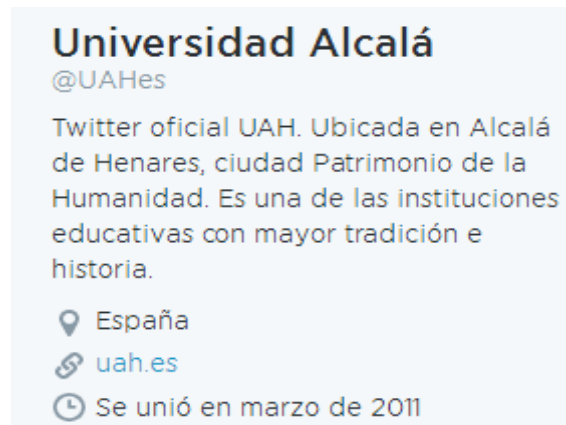 Universidad Alcalá
@UAHes
Twitter oficial UAH. Ubicada en Alcalá
de Henares, ciudad Patrimonio de la
Humanidad. Es una de las instituciones
educativas con mayor tradición e
historia.
España
uah.es
Se unió en marzo de 2011